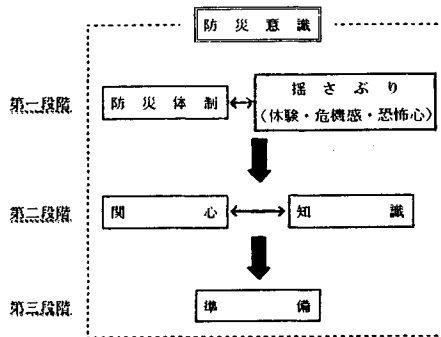 防災意識
第一段階
防災体制
揺さぶり
(体験・危機感・恐怖心)
第二段階
関心
知識
第三段階
準備